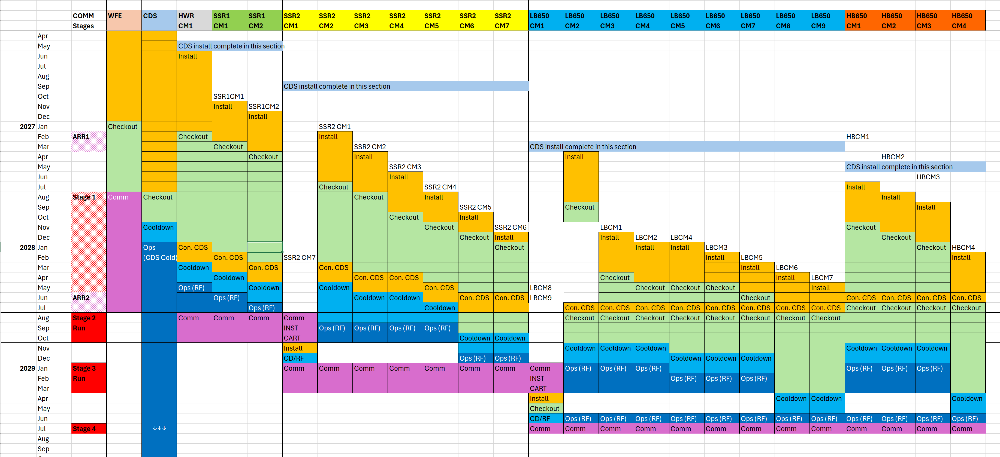 COMM WFE CDS HWR SSR1 SSR1 SSR2 SSR2 SSR2 SSR2 SSR2 SSR2 SSR2 LB650 LB650 LB650 LB650 LB650 LB650 LB650 LB650 LB650 HB650 HB650 HB650 HB650
Stages CM1 CM1 CM2 CM1 CM2 CM3 CM4 CM5 CM6 CM7 CM1 CM2 CM3 CM4 CM5 CM6 CM7 CM8 CM9 CM1 CM2 CM3 CM4
Apr
May CDS install complete in this section
Jun Install
Jul
Aug
Sep CDS install complete in this section
Oct SSR1CM1
Nov Install SSR1CM2
Dec Install
2027 Jan Checkout SSR2 CM1
Feb ARR1 Checkout Install HBCM1
Mar Checkout SSR2 CM2 CDS install complete in this section
Apr Checkout Install Install HBCM2
May SSR2 CM3 CDS install complete in this section
Jun Install HBCM3
Jul Checkout SSR2 CM4 Install
Aug Stage 1 Comm Checkout Checkout Install Install
Sep SSR2 CM5 Checkout Install
Oct Checkout Install
Nov Cooldown Checkout SSR2 CM6 LBCM1 Checkout
Dec Checkout Install Install LBCM2 LBCM4 Checkout
2028 Jan Ops Con. CDS Checkout Install Install LBCM3 Checkout HBCM4
Feb (CDS Cold) Con. CDS SSR2 CM7 Install LBCM5 Install
Mar Cooldown Con. CDS Con. CDS Install LBCM6
Apr Cooldown Con. CDS Con. CDS Checkout Install LBCM7
May Ops (RF) Cooldown Cooldown Con. CDS LBCM8 Checkout Checkout Checkout Install
Jun ARR2 Ops (RF) Cooldown Cooldown Con. CDS Con. CDS LBCM9 Checkout Con. CDS Con. CDS Con. CDS Con. CDS
Jul Ops (RF) Cooldown Con. CDS Con. CDS Con. CDS Con. CDS Con. CDS Con. CDS Con. CDS Con. CDS Checkout Checkout Checkout Checkout
Aug Stage 2 Comm Comm Comm Comm Checkout Checkout Checkout Checkout Checkout Checkout Checkout Checkout
Sep Run INST Ops (RF) Ops (RF) Ops (RF) Ops (RF)
Oct CART Cooldown Cooldown
Nov Install Cooldown Cooldown Cooldown Cooldown Cooldown Cooldown
Dec CD/RF Ops (RF) Ops (RF) Cooldown Cooldown Cooldown
2029 Jan Stage 3 Comm Comm Comm Comm Comm Comm Comm Comm Ops (RF) Ops (RF) Ops (RF) Ops (RF) Ops (RF) Ops (RF)
Feb Run INST Ops (RF) Ops (RF) Ops (RF)
Mar CART
Apr Install Cooldown Cooldown Cooldown
May Checkout
Jun CD/RF Ops (RF) Ops (RF) Ops (RF) Ops (RF) Ops (RF) Ops (RF) Ops (RF) Ops (RF) Ops (RF) Ops (RF) Ops (RF) Ops (RF)
Jul Stage 4 ↓↓↓ Comm Comm Comm Comm Comm Comm Comm Comm Comm Comm Comm Comm Comm
Aug
Sep